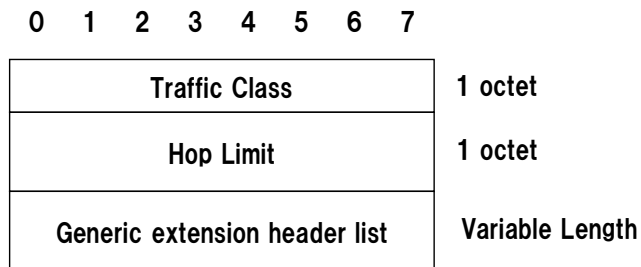 0 1 2 3 4 5 6 7
Traffic Class 1 octet
Hop Limit 1 octet
Generic extension header list Variable Length